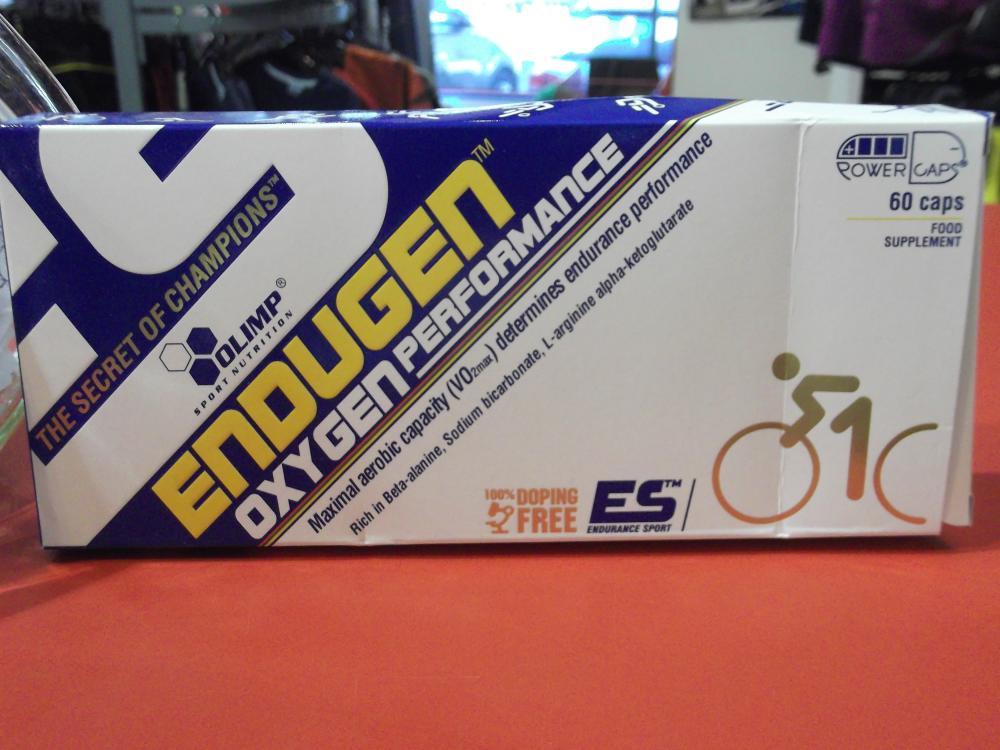 THE SECRET OF CHAMPIONS™
OLIMP®
SPORT NUTRITION
ENDUGEN™
OXYGEN PERFORMANCE
Maximal aerobic capacity (VO2max) determines endurance performance
Rich in Beta-alanine, Sodium bicarbonate, L-arginine alpha-ketoglutarate
POWER CAPS
60 caps
FOOD
SUPPLEMENT
100% DOPING
FREE
ES™
ENDURANCE SPORT